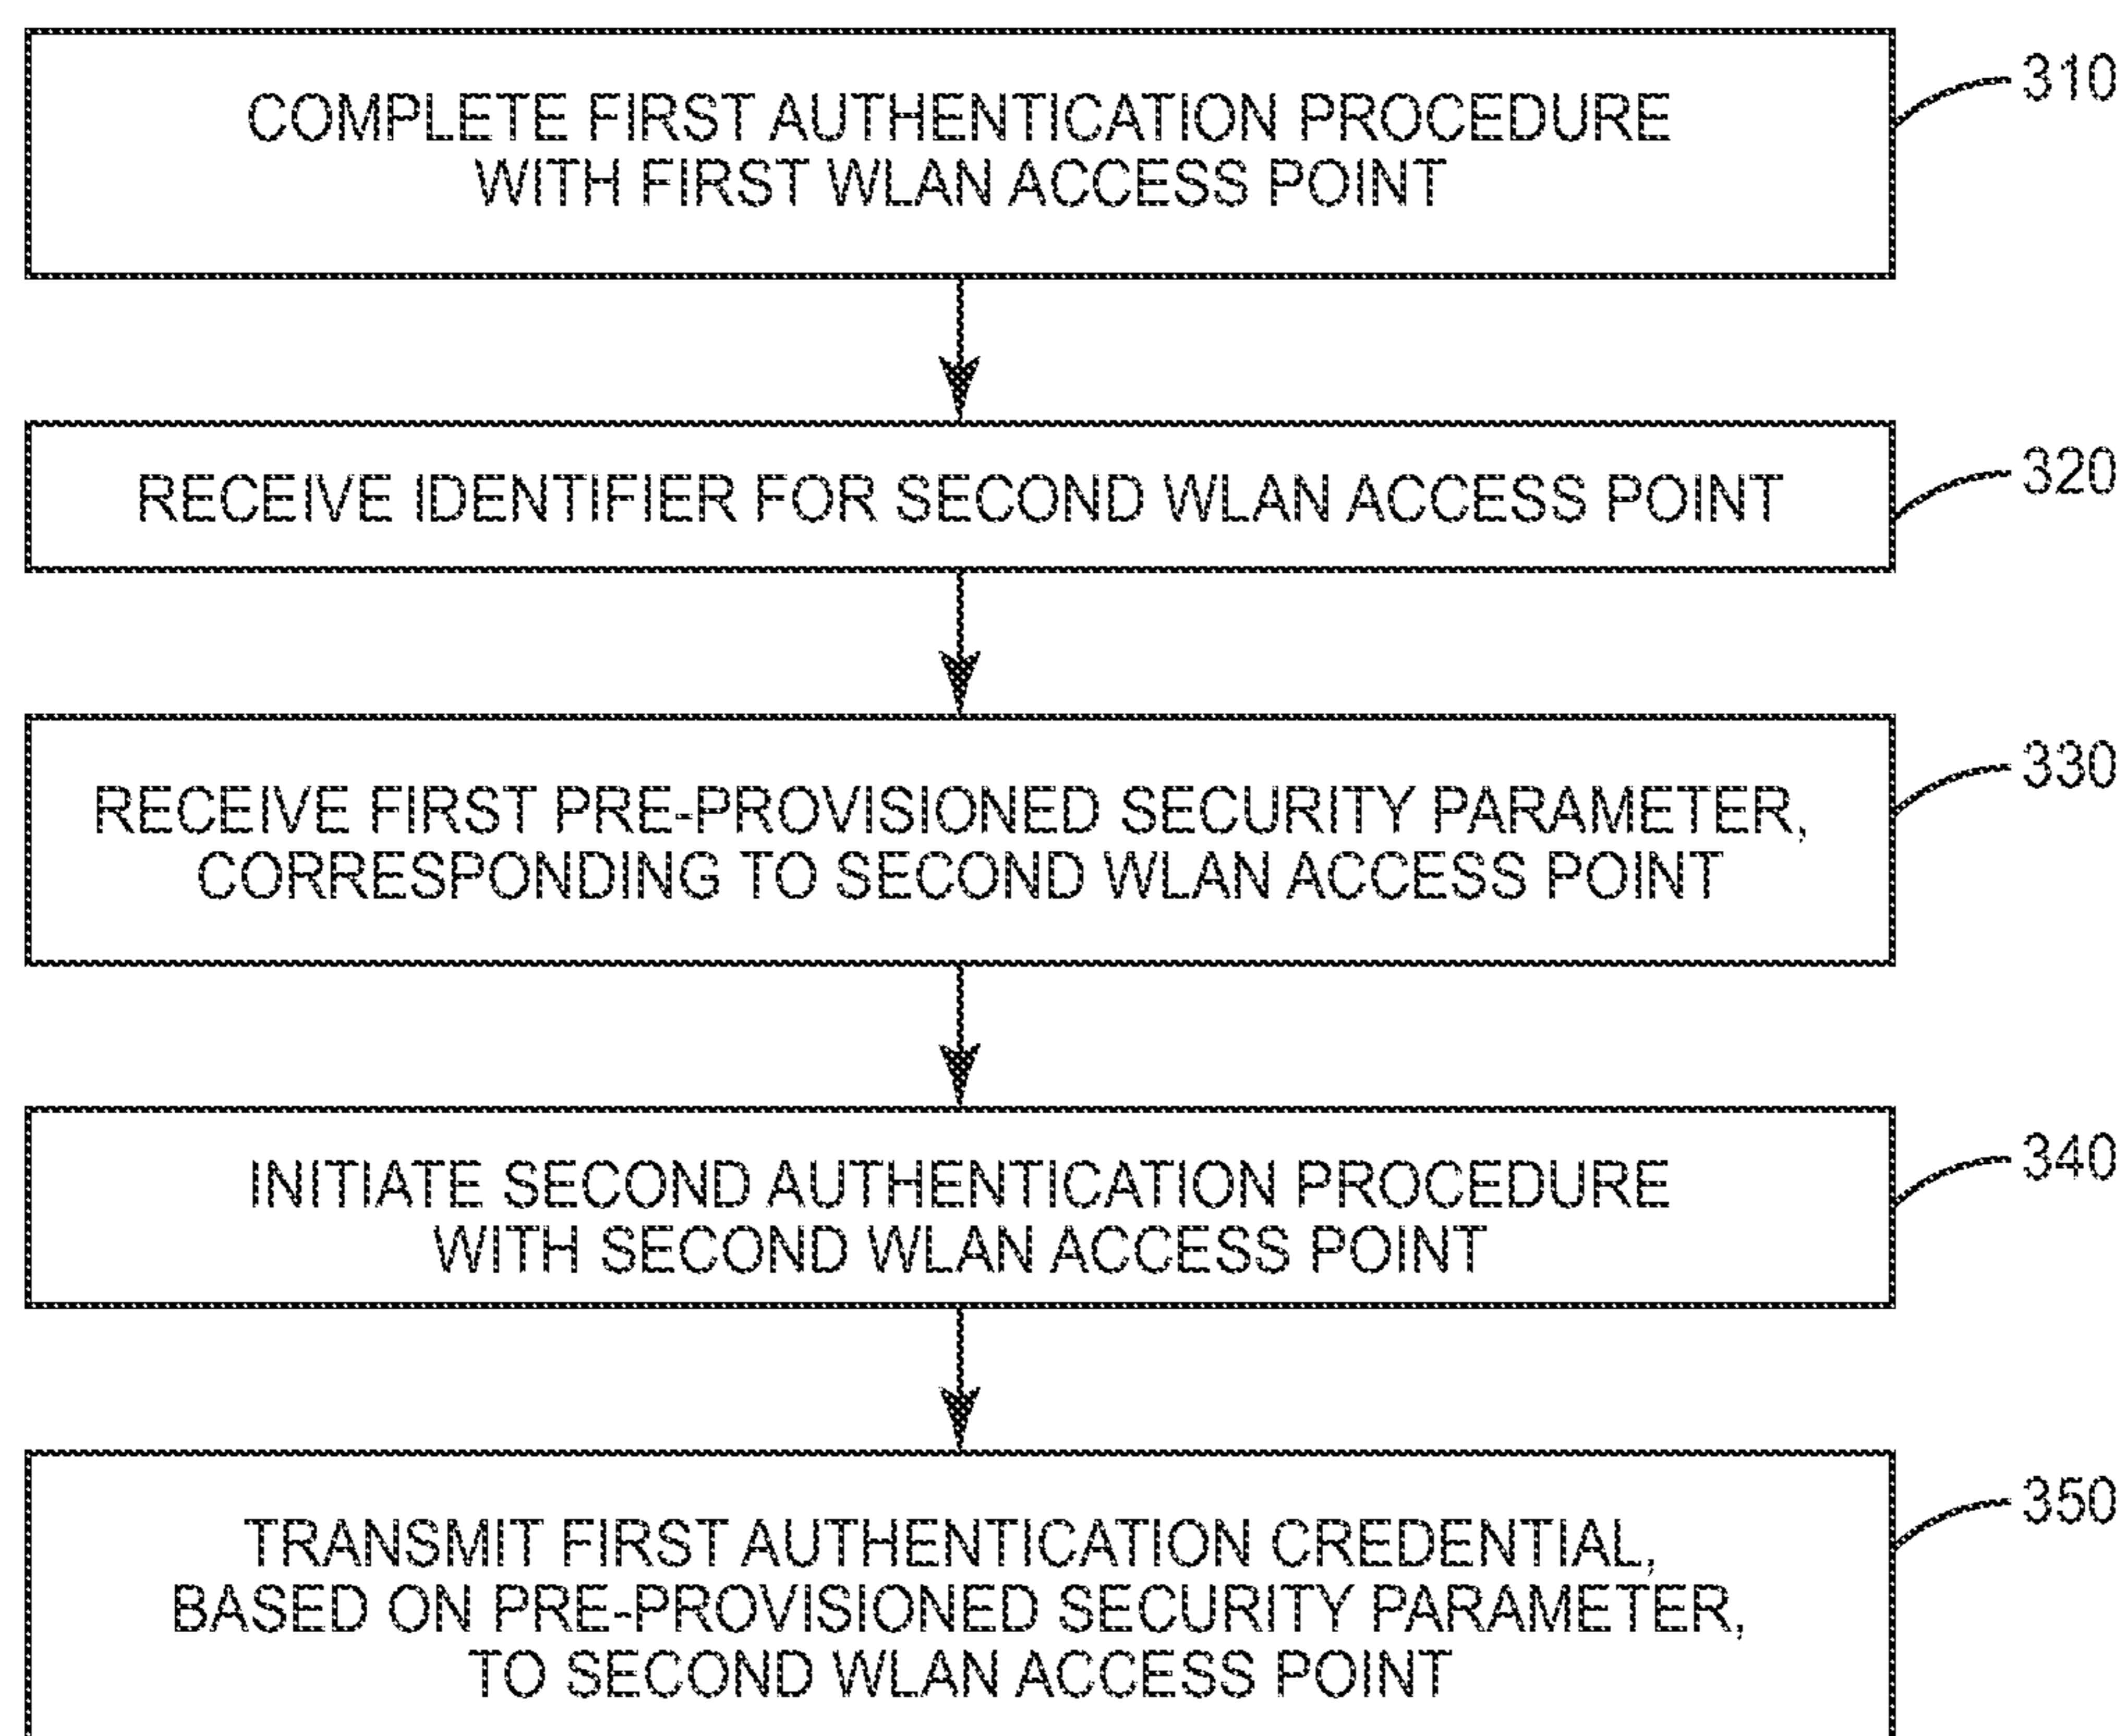 COMPLETE FIRST AUTHENTICATION PROCEDURE
WITH FIRST WLAN ACCESS POINT
310
RECEIVE IDENTIFIER FOR SECOND WLAN ACCESS POINT
320
RECEIVE FIRST PRE-PROVISIONED SECURITY PARAMETER,
CORRESPONDING TO SECOND WLAN ACCESS POINT
330
INITIATE SECOND AUTHENTICATION PROCEDURE
WITH SECOND WLAN ACCESS POINT
340
TRANSMIT FIRST AUTHENTICATION CREDENTIAL,
BASED ON PRE-PROVISIONED SECURITY PARAMETER,
TO SECOND WLAN ACCESS POINT
350